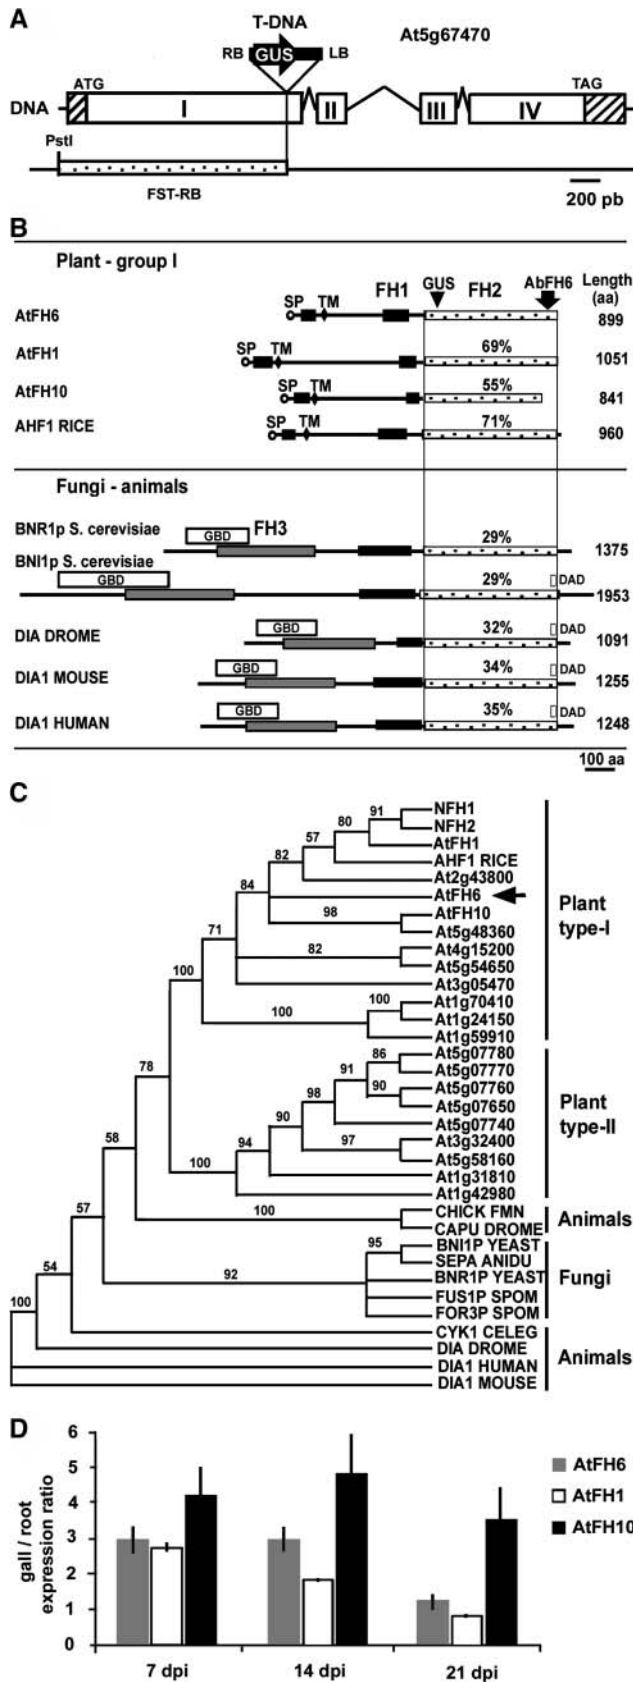 A
T-DNA
At5g67470
RB GUS LB
ATG TAG
DNA I II III IV
PstI
FST-RB
200 pb
B
Plant - group I
GUS AbFH6 Length
FH1 FH2 (aa)
AtFH6 SP TM 899
AtFH1 SP TM 69% 1051
AtFH10 SP TM 55% 841
AHF1 RICE SP TM 71% 960
Fungi - animals
BNR1p S. cerevisiae GBD FH3 29% 1375
BNI1p S. cerevisiae GBD 29% DAD 1953
DIA DROME GBD 32% DAD 1091
DIA1 MOUSE GBD 34% DAD 1255
DIA1 HUMAN GBD 35% DAD 1248
100 aa
C
91 NFH1
80 NFH2
57 AtFH1
82 AHF1 RICE
At2g43800
84 AtFH6
98 AtFH10
71 At5g48360
82 At4g15200
At5g54650
100 At3g05470
100 At1g70410
100 At1g24150
At1g59910
Plant
type-I
86 At5g07780
78 91 At5g07770
98 90 At5g07760
At5g07650
90 At5g07740
94 97 At3g32400
100 At5g58160
At1g31810
At1g42980
Plant
type-II
58 100 CHICK FMN
CAPU DROME
Animals
57 95 BNI1P YEAST
SEPA ANIDU
92 BNR1P YEAST
FUS1P SPOM
FOR3P SPOM
Fungi
54 CYK1 CELEG
100 DIA DROME
DIA1 HUMAN
DIA1 MOUSE
Animals
D
gall / root
expression ratio
6
5
4
3
2
1
0
7 dpi 14 dpi 21 dpi
AtFH6
AtFH1
AtFH10